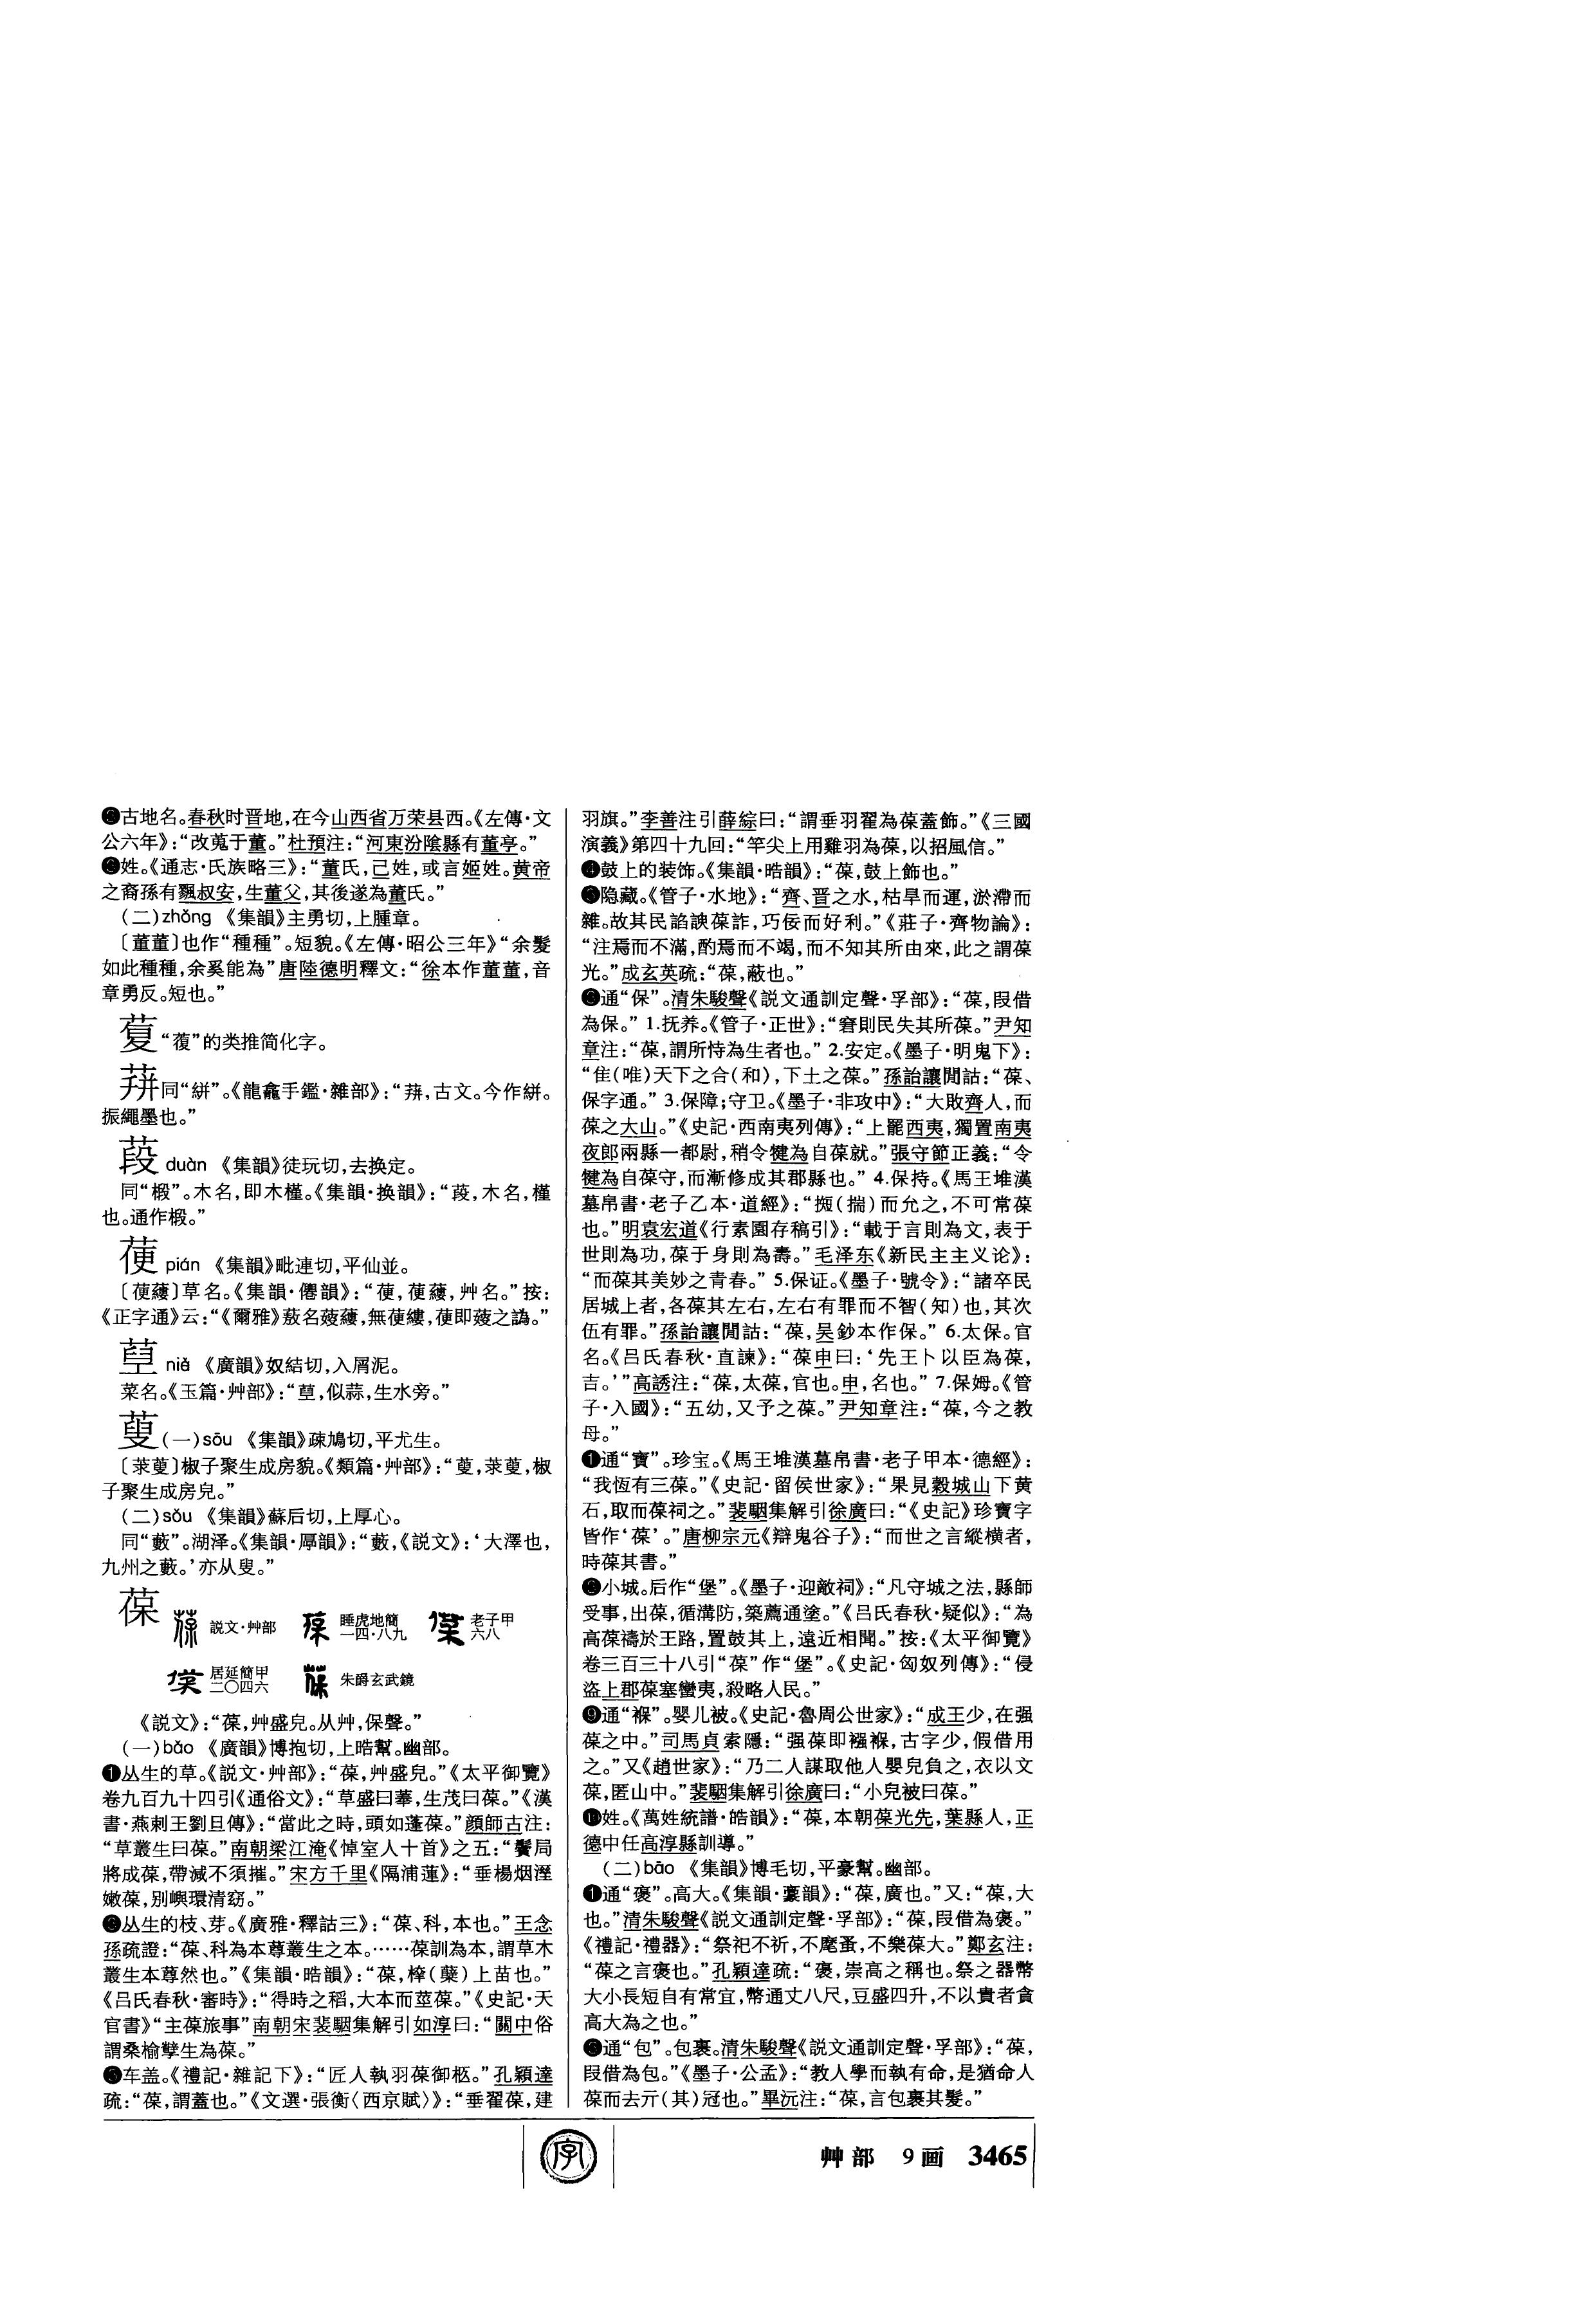 古地名。春秋时晋地,在今山西省万荣县西。《左傳·文
公六年》:“改蒐于董。”杜預注:“河東汾陰縣有董亭。”
姓。《通志·氏族略三》:“董氏,己姓,或言姬姓。黄帝
之裔孫有飂叔安,生董父,其後遂為董氏。”
(二)zhǒng 《集韻》主勇切,上腫章。
〔董董〕也作“種種”。短貌。《左傳·昭公三年》“余髮
如此種種,余奚能為”唐陸德明釋文:“徐本作董董,音
章勇反。短也。”
“蕧”的类推简化字。
同“絣”。《龍龕手鑑·雜部》:“䓑,古文。今作絣。
振繩墨也。”
葮 duàn 《集韻》徒玩切,去换定。
同“椴”。木名,即木槿。《集韻·换韻》:“葮,木名,槿
也。通作椴。”
萹 pián 《集韻》毗連切,平仙並。
〔㛹蔞〕草名。《集韻·僊韻》:“艸名。”按:
《正字通》云:
niè 《廣韻》奴結切,入屑泥。
菜名。《玉篇·艸部》:“似蒜,生水旁。”
(一)sōu 《集韻》疎鳩切,平尤生。
椒子聚生成房貌。《類篇·艸部》:“椒
子聚生成房皃。”
(二)sǒu 《集韻》蘇后切,上厚心。
同“藪”。湖泽。《集韻·厚韻》:“藪,《説文》:‘大澤也,
九州之藪。’亦从叟。”
葆
説文·艸部 睡虎地簡一四·八九 老子甲六八
居延簡甲二〇四六 朱爵玄武鏡
《説文》:“葆,艸盛皃。从艸,保聲。”
(一)bǎo 《廣韻》博抱切,上晧幫。幽部。
❶丛生的草。《説文·艸部》:“葆,艸盛皃。”《太平御覽》
卷九百九十四引《通俗文》:“草盛曰菶,生茂曰葆。”《漢
書·燕刺王劉旦傳》:“當此之時,頭如蓬葆。”顔師古注:
“草叢生曰葆。”南朝梁江淹《悼室人十首》之五:“鬢局
將成葆,帶減不須摧。”宋方千里《隔浦蓮》:“垂楊烟溼
嫩葆,别嶼環清窈。”
丛生的枝、芽。《廣雅·釋詁三》:“葆、科,本也。”王念
孫疏證:“葆、科為本蓴叢生之本。……葆訓為本,謂草木
叢生本蓴然也。”《集韻·晧韻》:“葆,㮆(蘖)上苗也。”
《吕氏春秋·審時》:“得時之稻,大本而莖葆。”《史記·天
官書》“主葆旅事”南朝宋裴駰集解引如淳曰:“關中俗
謂桑榆孼生為葆。”
车盖。《禮記·雜記下》:“匠人執羽葆御柩。”孔穎達
疏:“葆,謂蓋也。”《文選·張衡〈西京賦〉》:“垂翟葆,建
羽旗。”李善注引薛綜曰:“謂垂羽翟為葆蓋飾。”《三國
演義》第四十九回:“竿尖上用雞羽為葆,以招風信。”
❹鼓上的装饰。《集韻·晧韻》:“葆,鼓上飾也。”
隐藏。《管子·水地》:“齊、晋之水,枯旱而運,淤滯而
雜。故其民諂諛葆詐,巧佞而好利。”《莊子·齊物論》:
“注焉而不滿,酌焉而不竭,而不知其所由來,此之謂葆
光。”成玄英疏:“葆,蔽也。”
通“保”。清朱駿聲《説文通訓定聲·孚部》:“葆,叚借
為保。” 1.抚养。《管子·正世》:“窘則民失其所葆。”尹知
章注:“葆,謂所恃為生者也。” 2.安定。《墨子·明鬼下》:
“隹(唯)天下之合(和),下土之葆。”孫詒讓閒詁:“葆、
保字通。” 3.保障;守卫。《墨子·非攻中》:“大敗齊人,而
葆之大山。”《史記·西南夷列傳》:“上罷西夷,獨置南夷
夜郎兩縣一都尉,稍令犍為自葆就。”張守節正義:“令
犍為自葆守,而漸修成其郡縣也。” 4.保持。《馬王堆漢
墓帛書·老子乙本·道經》:“㧴(揣)而允之,不可常葆
也。”明袁宏道《行素園存稿引》:“載于言則為文,表于
世則為功,葆于身則為壽。”毛泽东《新民主主义论》:
“而葆其美妙之青春。” 5.保证。《墨子·號令》:“諸卒民
居城上者,各葆其左右,左右有罪而不智(知)也,其次
伍有罪。”孫詒讓閒詁:“葆,吴鈔本作保。” 6.太保。官
名。《吕氏春秋·直諫》:“葆申曰:‘先王卜以臣為葆,
吉。’”高誘注:“葆,太葆,官也。申,名也。” 7.保姆。《管
子·入國》:“五幼,又予之葆。”尹知章注:“葆,今之教
母。”
通“寶”。珍宝。《馬王堆漢墓帛書·老子甲本·德經》:
“我恆有三葆。”《史記·留侯世家》:“果見穀城山下黄
石,取而葆祠之。”裴駰集解引徐廣曰:“《史記》珍寶字
皆作‘葆’。”唐柳宗元《辯鬼谷子》:“而世之言縱横者,
時葆其書。”
小城。后作“堡”。《墨子·迎敵祠》:“凡守城之法,縣師
受事,出葆,循溝防,築薦通塗。”《吕氏春秋·疑似》:“為
高葆禱於王路,置鼓其上,遠近相聞。”按:《太平御覽》
卷三百三十八引“葆”作“堡”。《史記·匈奴列傳》:“侵
盗上郡葆塞蠻夷,殺略人民。”
❾通“褓”。婴儿被。《史記·魯周公世家》:“成王少,在强
葆之中。”司馬貞索隱:“强葆即襁褓,古字少,假借用
之。”又《趙世家》:“乃二人謀取他人嬰兒負之,衣以文
葆,匿山中。”裴駰集解引徐廣曰:“小兒被曰葆。”
姓。《萬姓統譜·晧韻》:“葆,本朝葆光先,葉縣人,正
德中任高淳縣訓導。”
(二)bāo 《集韻》博毛切,平豪幫。幽部。
❶通“褒”。高大。《集韻·豪韻》:“葆,廣也。”又:“葆,大
也。”清朱駿聲《説文通訓定聲·孚部》:“葆,叚借為褒。”
《禮記·禮器》:“祭祀不祈,不麾蚤,不樂葆大。”鄭玄注:
“葆之言褒也。”孔穎達疏:“褒,崇高之稱也。祭之器幣
大小長短自有常宜,幣通丈八尺,豆盛四升,不以貴者貪
高大為之也。”
通“包”。包裹。清朱駿聲《説文通訓定聲·孚部》:“葆,
叚借為包。”《墨子·公孟》:“教人學而執有命,是猶命人
葆而去亓(其)冠也。”畢沅注:“葆,言包裹其髮。”
字
艸部 9画 3465